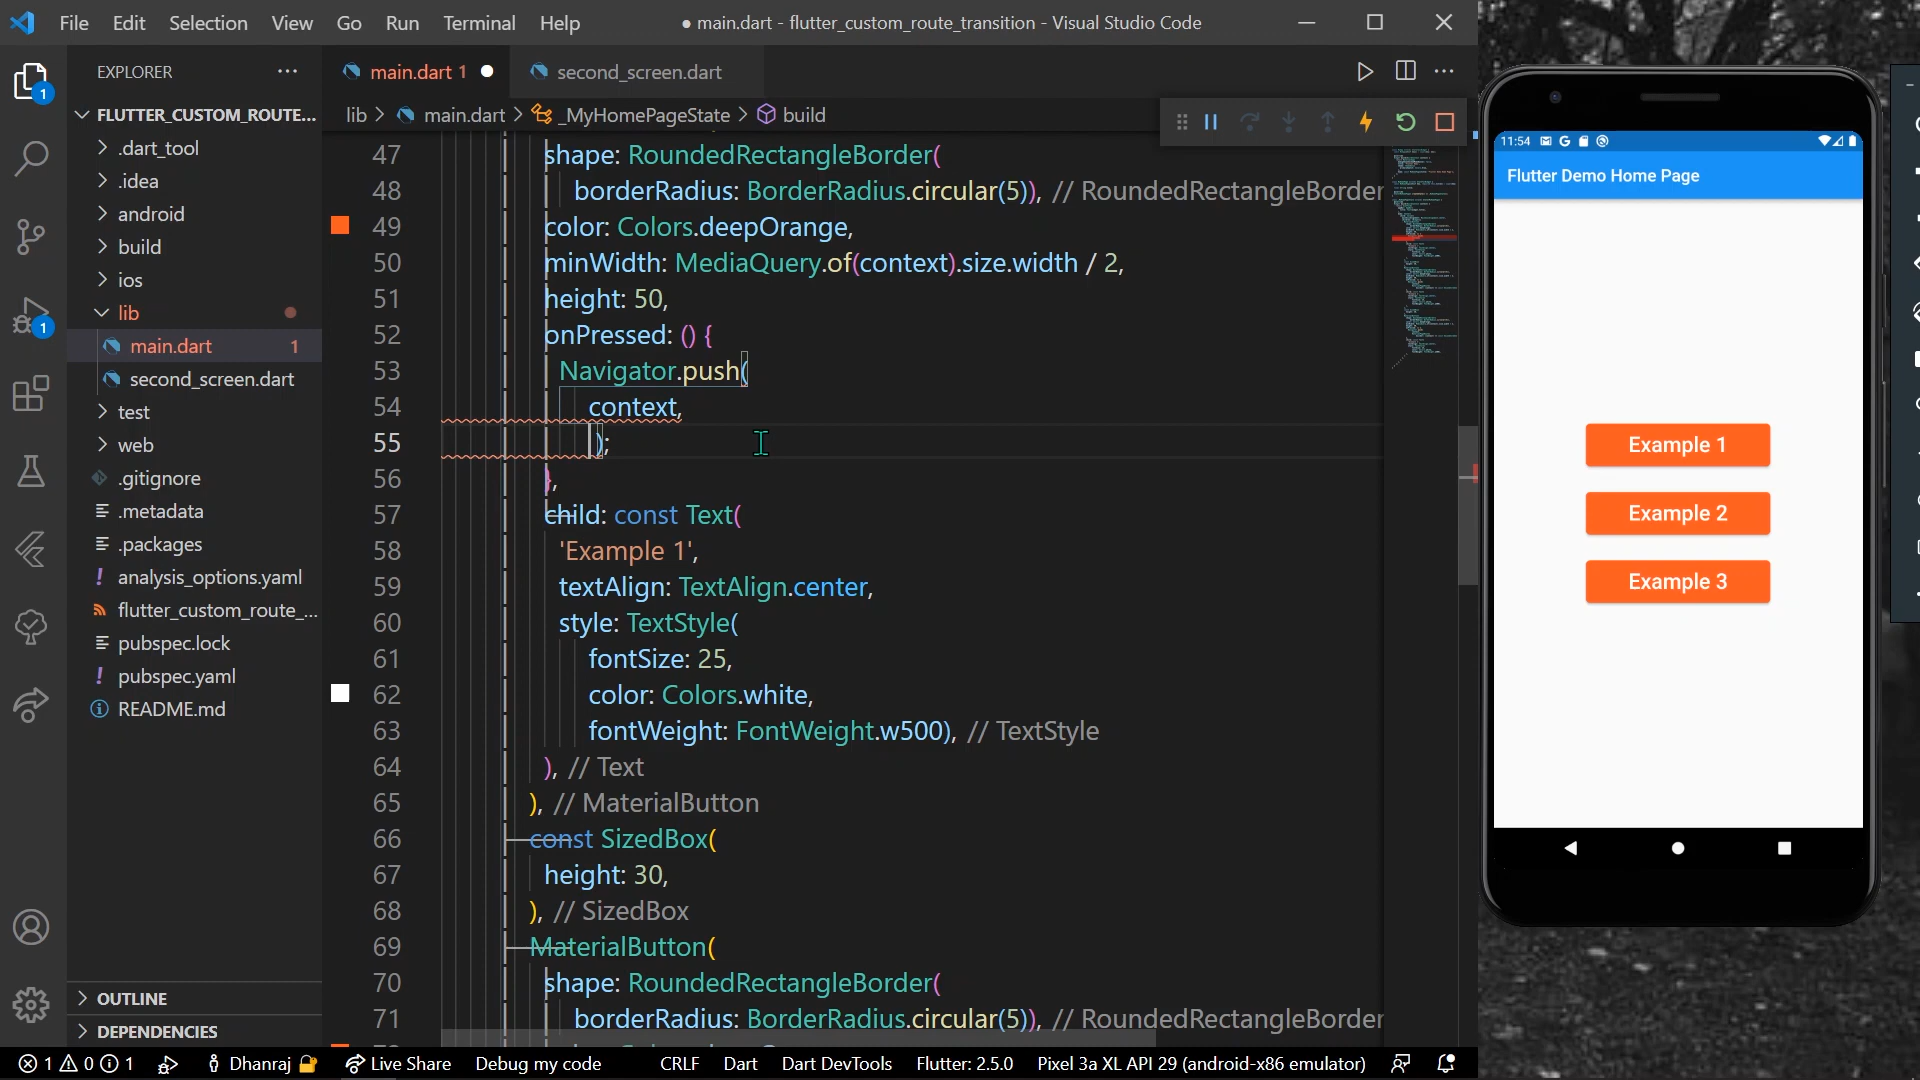 File Edit Selection View Go Run Terminal Help
● main.dart - flutter_custom_route_transition - Visual Studio Code
EXPLORER
main.dart 1
second_screen.dart
FLUTTER_CUSTOM_ROUTE...
lib > main.dart > _MyHomePageState > build
.dart_tool
.idea
android
build
ios
lib
main.dart 1
second_screen.dart
test
web
.gitignore
.metadata
.packages
analysis_options.yaml
flutter_custom_route_...
pubspec.lock
pubspec.yaml
README.md
OUTLINE
DEPENDENCIES
1
1
47 shape: RoundedRectangleBorder(
48 borderRadius: BorderRadius.circular(5)), // RoundedRectangleBorder
49 color: Colors.deepOrange,
50 minWidth: MediaQuery.of(context).size.width / 2,
51 height: 50,
52 onPressed: () {
53 Navigator.push(
54 context,
55 );
56 },
57 child: const Text(
58 'Example 1',
59 textAlign: TextAlign.center,
60 style: TextStyle(
61 fontSize: 25,
62 color: Colors.white,
63 fontWeight: FontWeight.w500), // TextStyle
64 ), // Text
65 ), // MaterialButton
66 const SizedBox(
67 height: 30,
68 ), // SizedBox
69 MaterialButton(
70 shape: RoundedRectangleBorder(
71 borderRadius: BorderRadius.circular(5)), // RoundedRectangleBorder
11:54
Flutter Demo Home Page
Example 1
Example 2
Example 3
1 0 1 Dhanraj Live Share Debug my code CRLF Dart Dart DevTools Flutter: 2.5.0 Pixel 3a XL API 29 (android-x86 emulator)